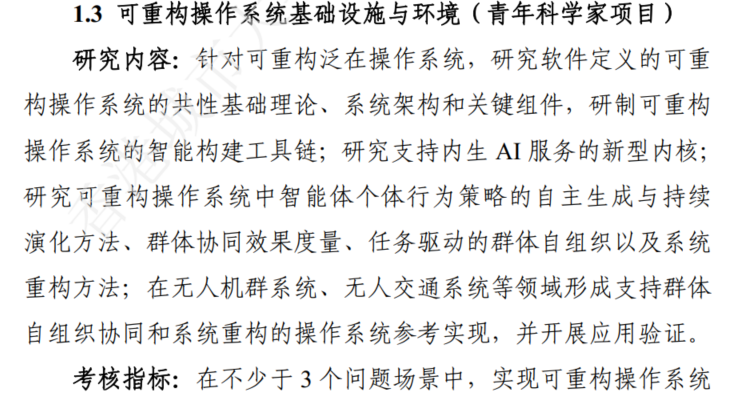 1.3 可重构操作系统基础设施与环境（青年科学家项目）
研究内容：针对可重构泛在操作系统，研究软件定义的可重
构操作系统的共性基础理论、系统架构和关键组件，研制可重构
操作系统的智能构建工具链；研究支持内生 AI 服务的新型内核；
研究可重构操作系统中智能体个体行为策略的自主生成与持续
演化方法、群体协同效果度量、任务驱动的群体自组织以及系统
重构方法；在无人机群系统、无人交通系统等领域形成支持群体
自组织协同和系统重构的操作系统参考实现，并开展应用验证。
考核指标：在不少于 3 个问题场景中，实现可重构操作系统
香港城市大